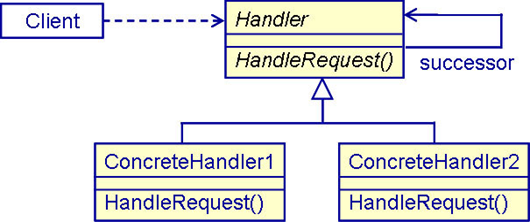 Client
Handler
HandleRequest()
successor
ConcreteHandler1
HandleRequest()
ConcreteHandler2
HandleRequest()